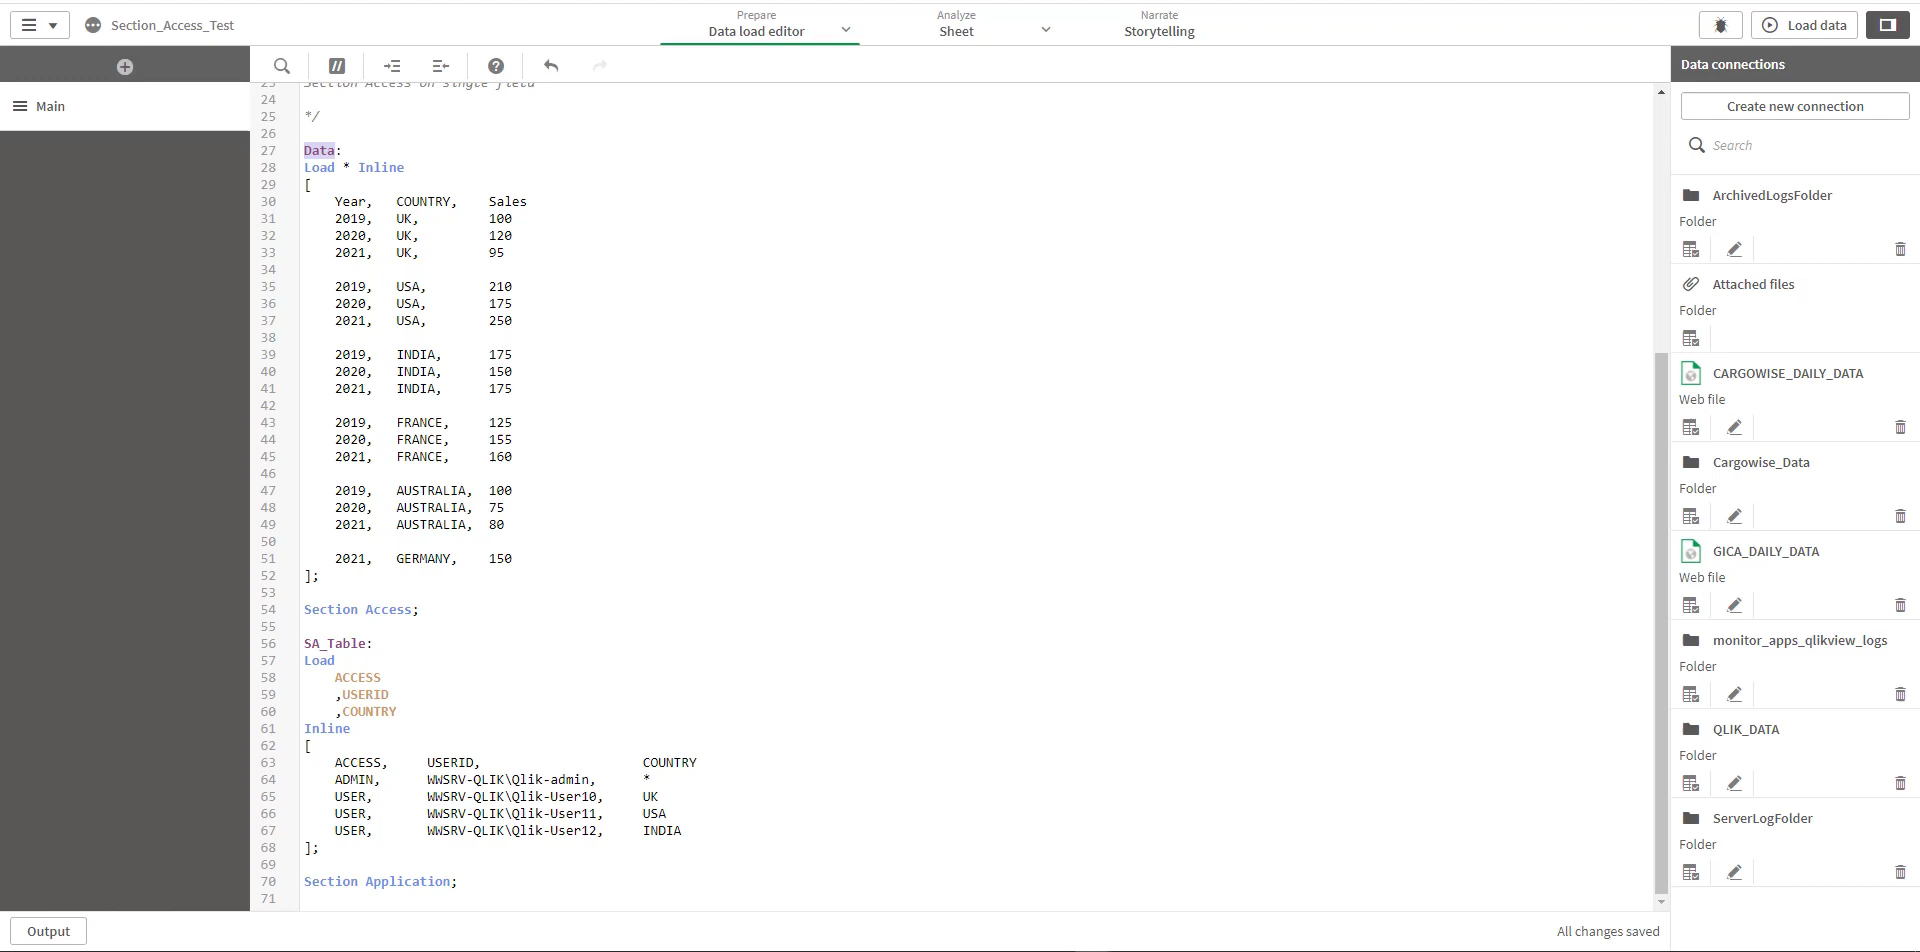 Section_Access_Test
Prepare
Data load editor
Analyze
Sheet
Narrate
Storytelling
Load data
//
?
Data connections
Main
Create new connection
Search
23 Section Access on single field
24
25 */
26
27 Data:
28 Load * Inline
29 [
30 Year, COUNTRY, Sales
31 2019, UK, 100
32 2020, UK, 120
33 2021, UK, 95
34
35 2019, USA, 210
36 2020, USA, 175
37 2021, USA, 250
38
39 2019, INDIA, 175
40 2020, INDIA, 150
41 2021, INDIA, 175
42
43 2019, FRANCE, 125
44 2020, FRANCE, 155
45 2021, FRANCE, 160
46
47 2019, AUSTRALIA, 100
48 2020, AUSTRALIA, 75
49 2021, AUSTRALIA, 80
50
51 2021, GERMANY, 150
52 ];
53
54 Section Access;
55
56 SA_Table:
57 Load
58 ACCESS
59 ,USERID
60 ,COUNTRY
61 Inline
62 [
63 ACCESS, USERID, COUNTRY
64 ADMIN, WWSRV-QLIK\Qlik-admin, *
65 USER, WWSRV-QLIK\Qlik-User10, UK
66 USER, WWSRV-QLIK\Qlik-User11, USA
67 USER, WWSRV-QLIK\Qlik-User12, INDIA
68 ];
69
70 Section Application;
71
ArchivedLogsFolder
Folder
Attached files
Folder
CARGOWISE_DAILY_DATA
Web file
Cargowise_Data
Folder
GICA_DAILY_DATA
Web file
monitor_apps_qlikview_logs
Folder
QLIK_DATA
Folder
ServerLogFolder
Folder
Output
All changes saved